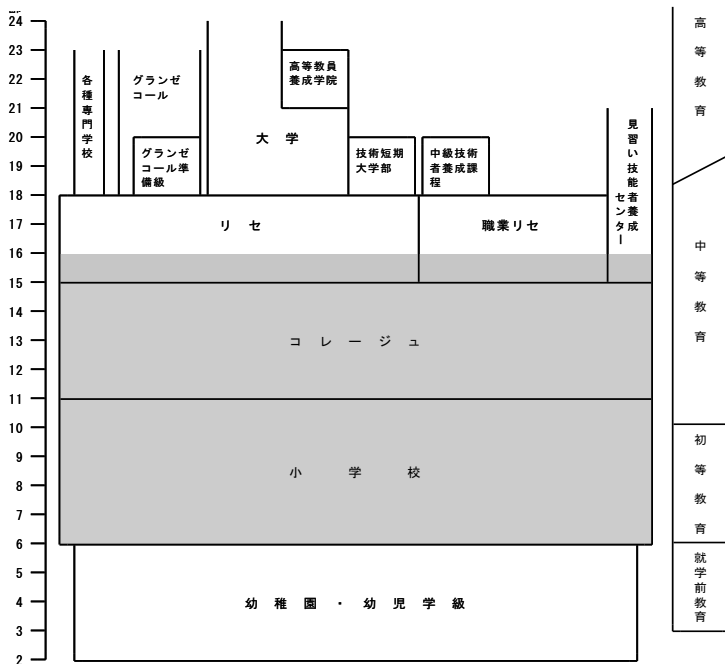 24
23
22
21
20
19
18
17
16
15
14
13
12
11
10
9
8
7
6
5
4
3
2
各種専門学校
グランゼ
コール
グランゼ
コール準
備級
大学
高等教員
養成学院
技術短期
大学部
中級技術
者養成課
程
見習い技能者養成
センター
リセ
職業リセ
コレージュ
小学校
幼稚園・幼児学級
高等教育
中等教育
初等教育
就学前教育